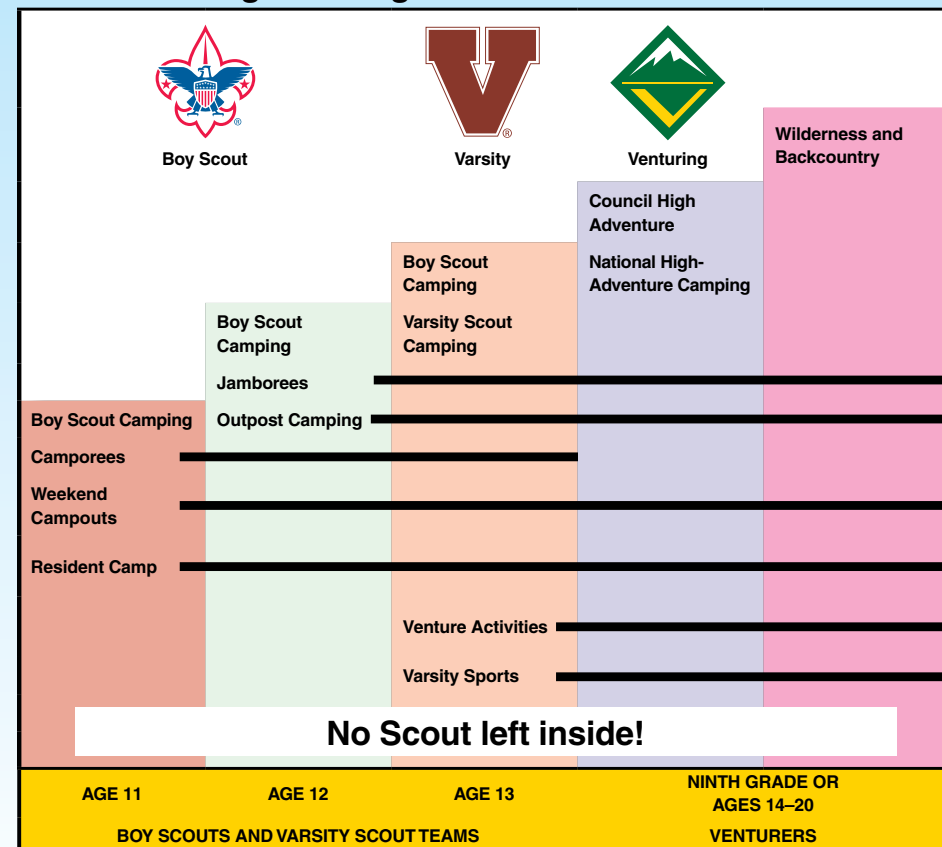 ®
V
®
Boy Scout
Varsity
Venturing
Wilderness and
Backcountry
Council High
Adventure
National High-
Adventure Camping
Boy Scout
Camping
Varsity Scout
Camping
Boy Scout
Camping
Jamborees
Outpost Camping
Boy Scout Camping
Camporees
Weekend
Campouts
Resident Camp
Venture Activities
Varsity Sports
No Scout left inside!
AGE 11
AGE 12
AGE 13
NINTH GRADE OR
AGES 14–20
BOY SCOUTS AND VARSITY SCOUT TEAMS
VENTURERS